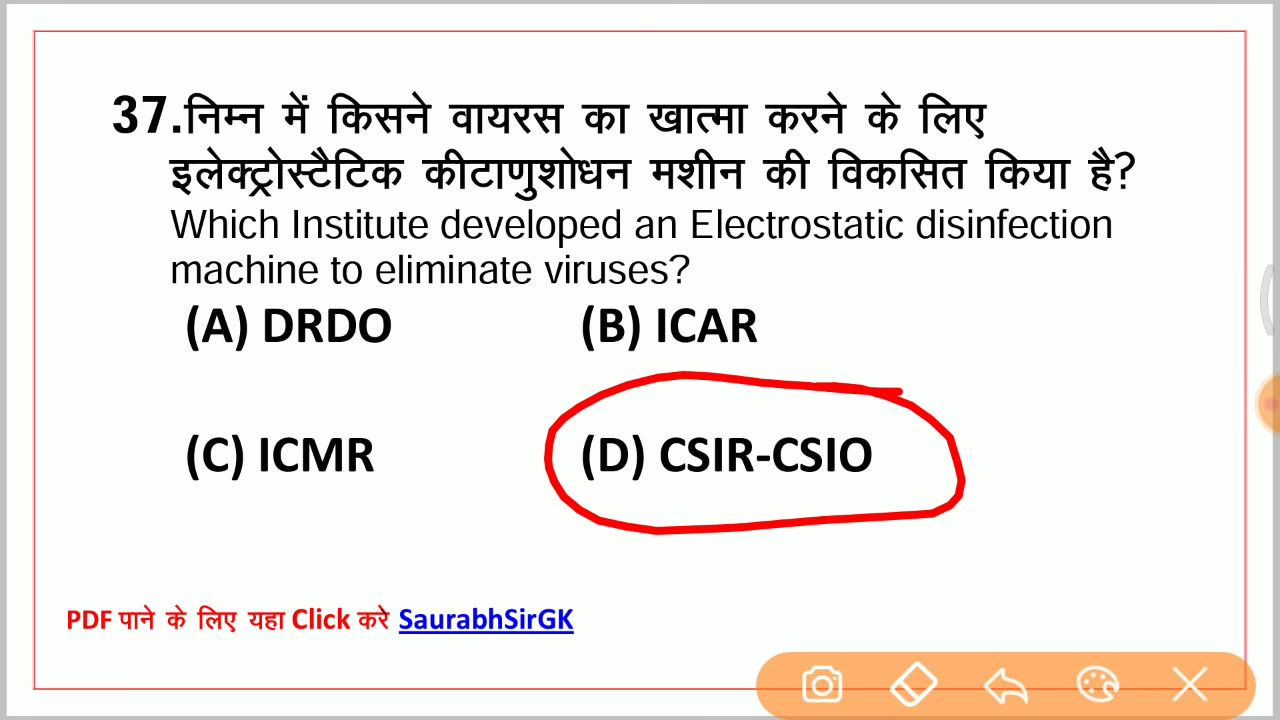 37.निम्न में किसने वायरस का खात्मा करने के लिए
इलेक्ट्रोस्टैटिक कीटाणुशोधन मशीन की विकसित किया है?
Which Institute developed an Electrostatic disinfection
machine to eliminate viruses?
(A) DRDO (B) ICAR
(C) ICMR (D) CSIR-CSIO
PDF पाने के लिए यहा Click करे SaurabhSirGK